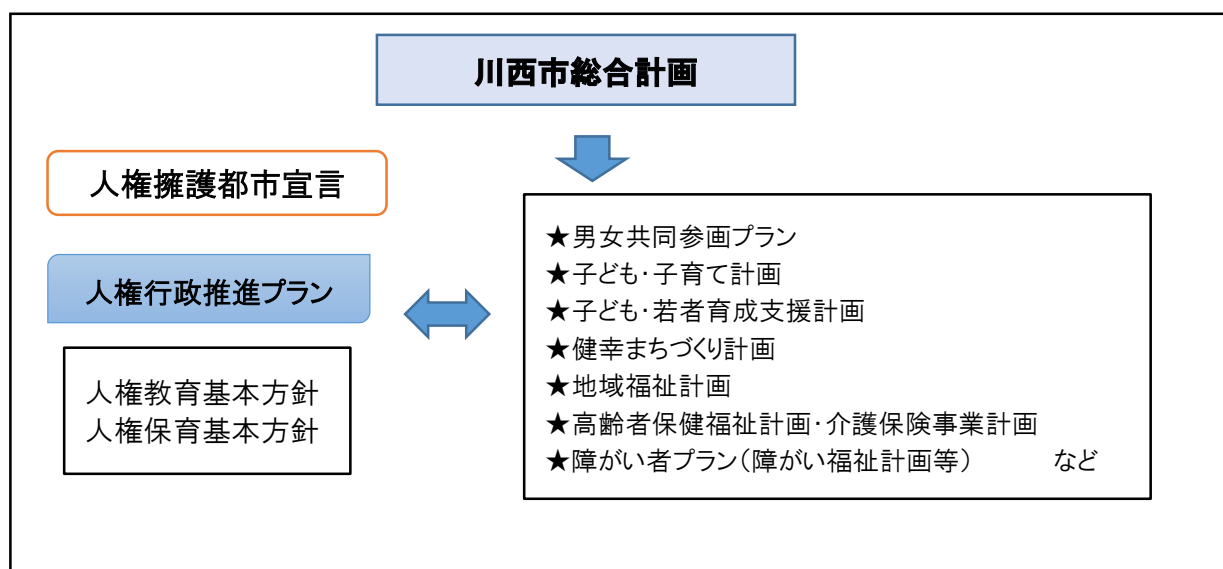 川西市総合計画
人権擁護都市宣言
人権行政推進プラン
人権教育基本方針
人権保育基本方針
★男女共同参画プラン
★子ども・子育て計画
★子ども・若者育成支援計画
★健幸まちづくり計画
★地域福祉計画
★高齢者保健福祉計画・介護保険事業計画
★障がい者プラン（障がい福祉計画等） など